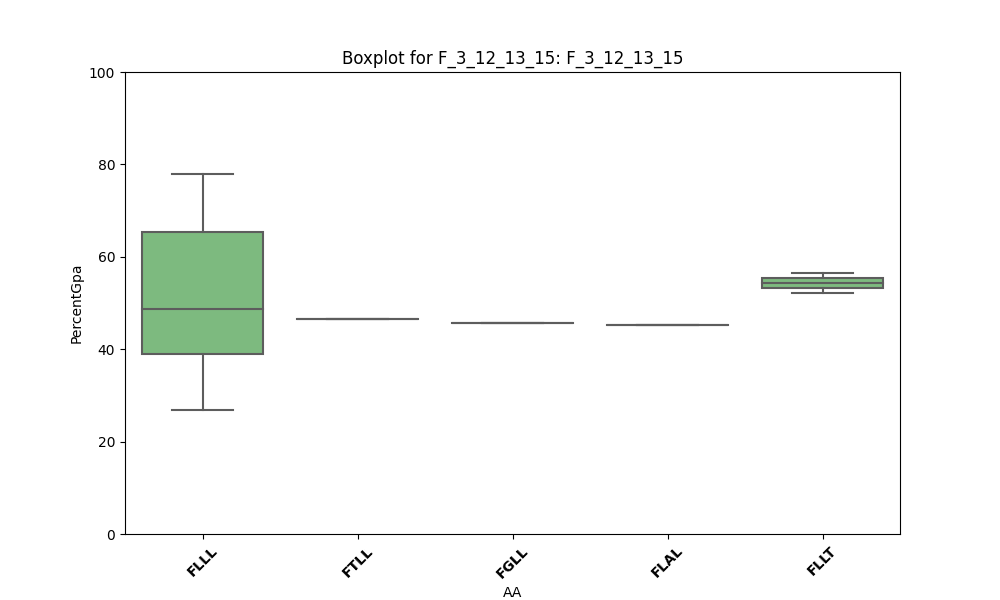 Boxplot for F_3_12_13_15: F_3_12_13_15
100
80
60
40
20
0
PercentGpa
FLLL
FTLL
FGLL
FLAL
FLLT
AA